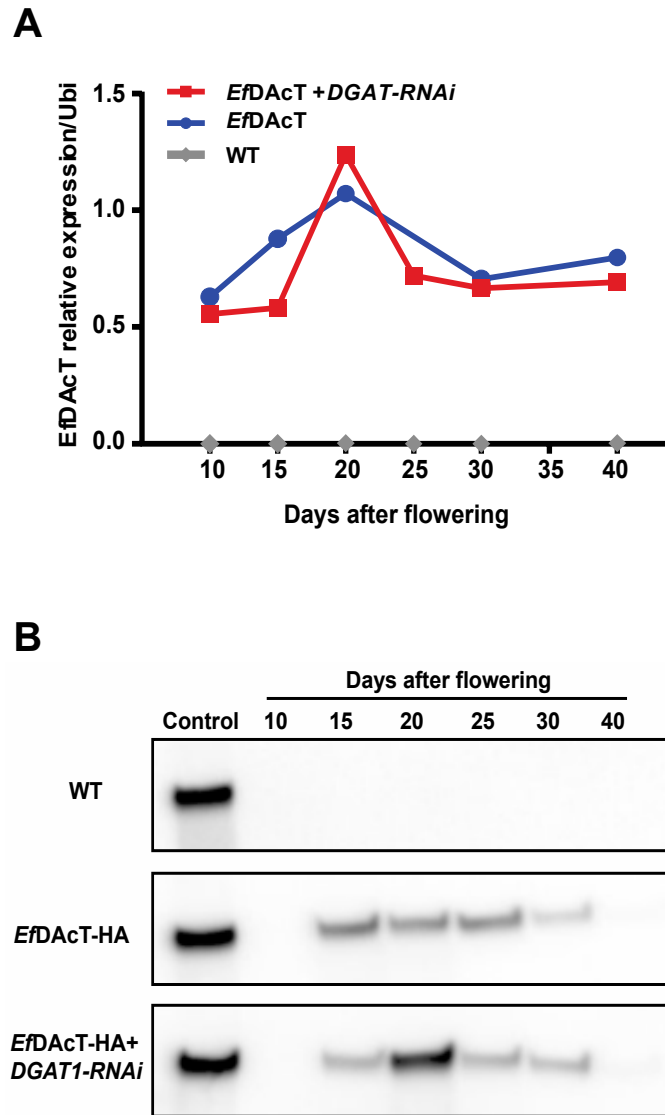 A
EfDAcT + DGAT-RNAi
EfDAcT
WT
EfDAcT relative expression/Ubi
1.5
1.0
0.5
0.0
10 15 20 25 30 35 40
Days after flowering
B
Days after flowering
Control 10 15 20 25 30 40
WT
EfDAcT-HA
EfDAcT-HA+
DGAT1-RNAi